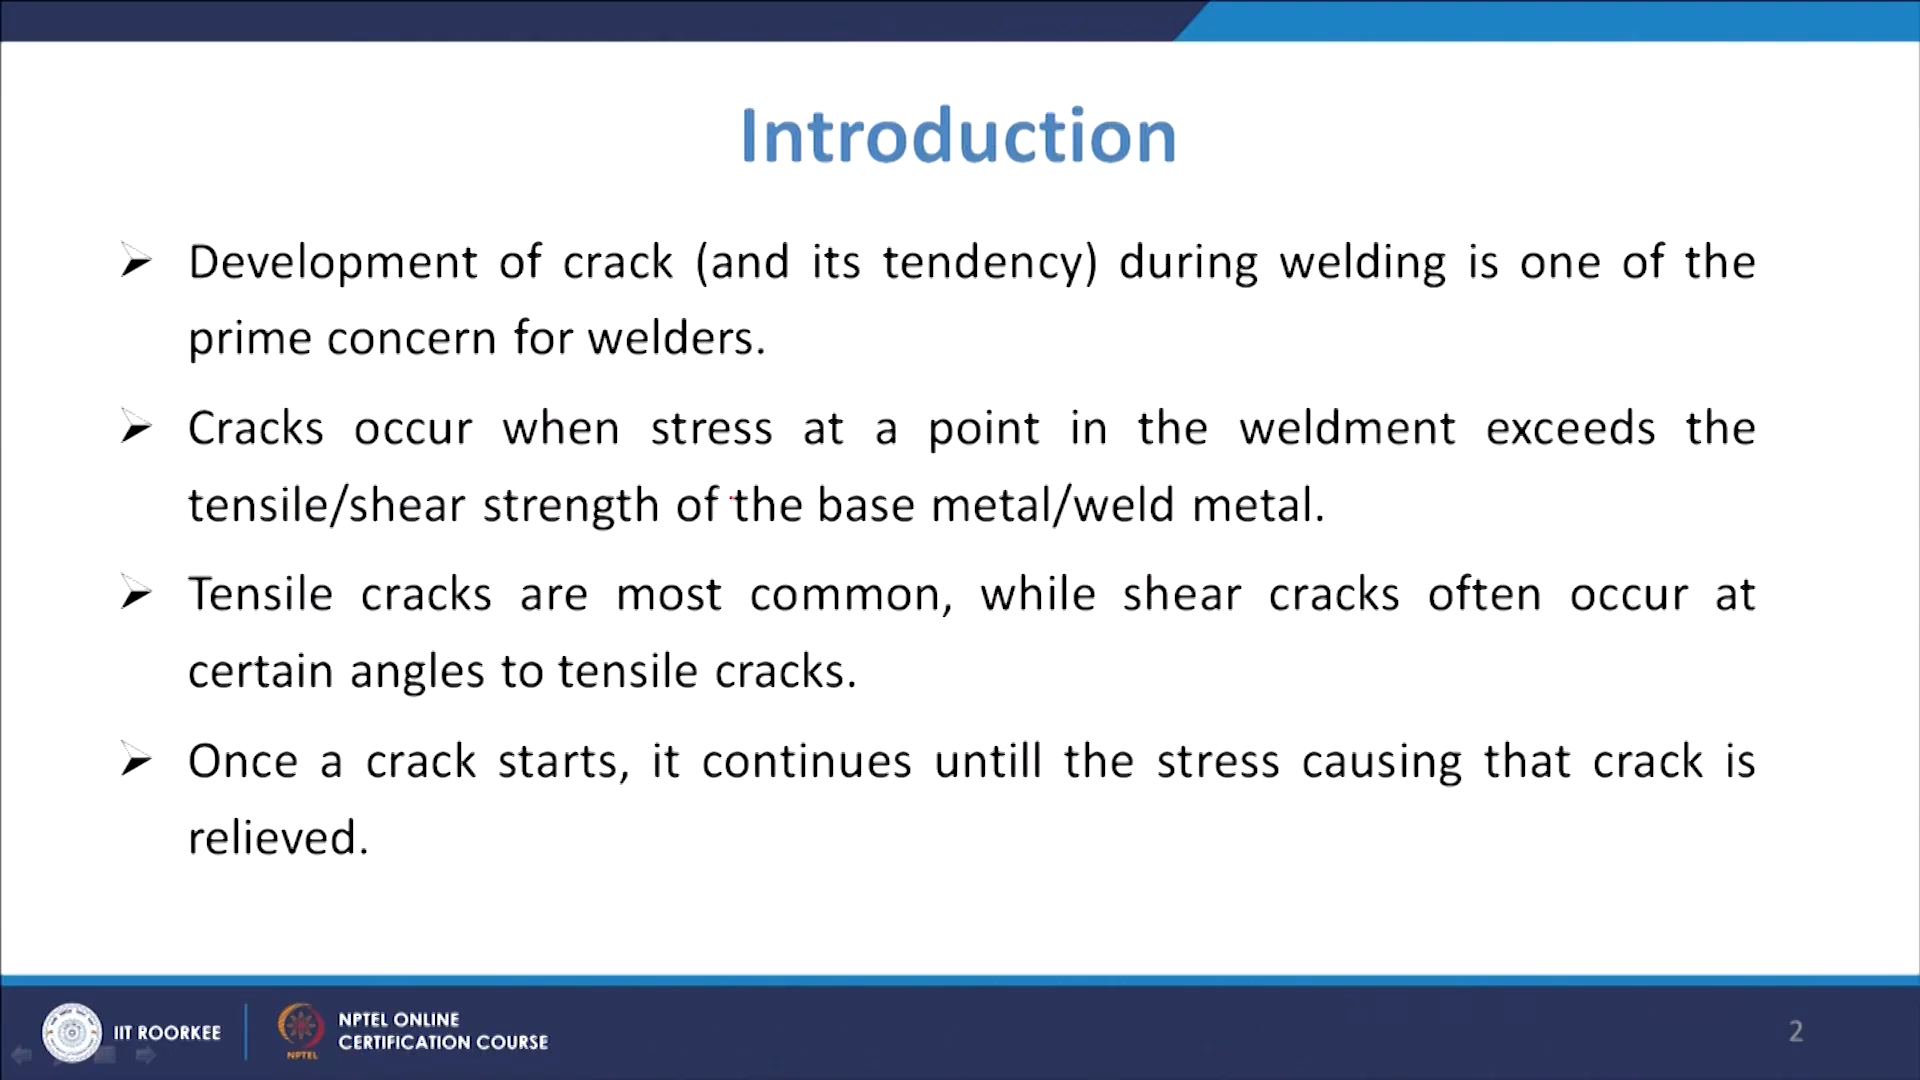 Introduction
Development of crack (and its tendency) during welding is one of the
prime concern for welders.
Cracks occur when stress at a point in the weldment exceeds the
tensile/shear strength of the base metal/weld metal.
Tensile cracks are most common, while shear cracks often occur at
certain angles to tensile cracks.
Once a crack starts, it continues untill the stress causing that crack is
relieved.
IIT ROORKEE
NPTEL
NPTEL ONLINE
CERTIFICATION COURSE
2